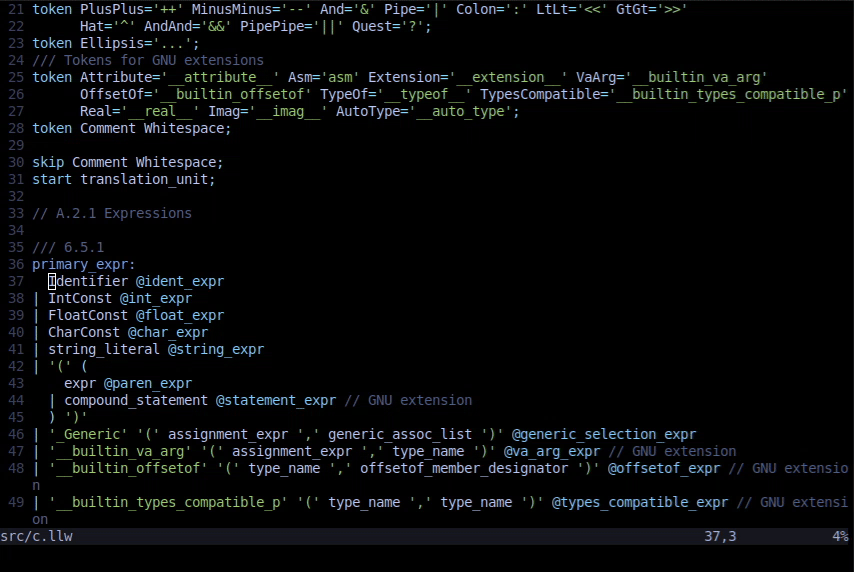 21 token PlusPlus='++' MinusMinus='--' And='&' Pipe='|' Colon=':' LtLt='<<' GtGt='>>'
22       Hat='^' AndAnd='&&' PipePipe='||' Quest='?';
23 token Ellipsis='...';
24 /// Tokens for GNU extensions
25 token Attribute='__attribute__' Asm='asm' Extension='__extension__' VaArg='__builtin_va_arg'
26       OffsetOf='__builtin_offsetof' TypeOf='__typeof__' TypesCompatible='__builtin_types_compatible_p'
27       Real='__real__' Imag='__imag__' AutoType='__auto_type';
28 token Comment Whitespace;
29
30 skip Comment Whitespace;
31 start translation_unit;
32
33 // A.2.1 Expressions
34
35 /// 6.5.1
36 primary_expr:
37   Identifier @ident_expr
38 | IntConst @int_expr
39 | FloatConst @float_expr
40 | CharConst @char_expr
41 | string_literal @string_expr
42 | '(' (
43     expr @paren_expr
44   | compound_statement @statement_expr // GNU extension
45   ) ')'
46 | '_Generic' '(' assignment_expr ',' generic_assoc_list ')' @generic_selection_expr
47 | '__builtin_va_arg' '(' assignment_expr ',' type_name ')' @va_arg_expr // GNU extension
48 | '__builtin_offsetof' '(' type_name ',' offsetof_member_designator ')' @offsetof_expr // GNU extensio
n
49 | '__builtin_types_compatible_p' '(' type_name ',' type_name ')' @types_compatible_expr // GNU extensi
on
src/c.llw 37,3 4%